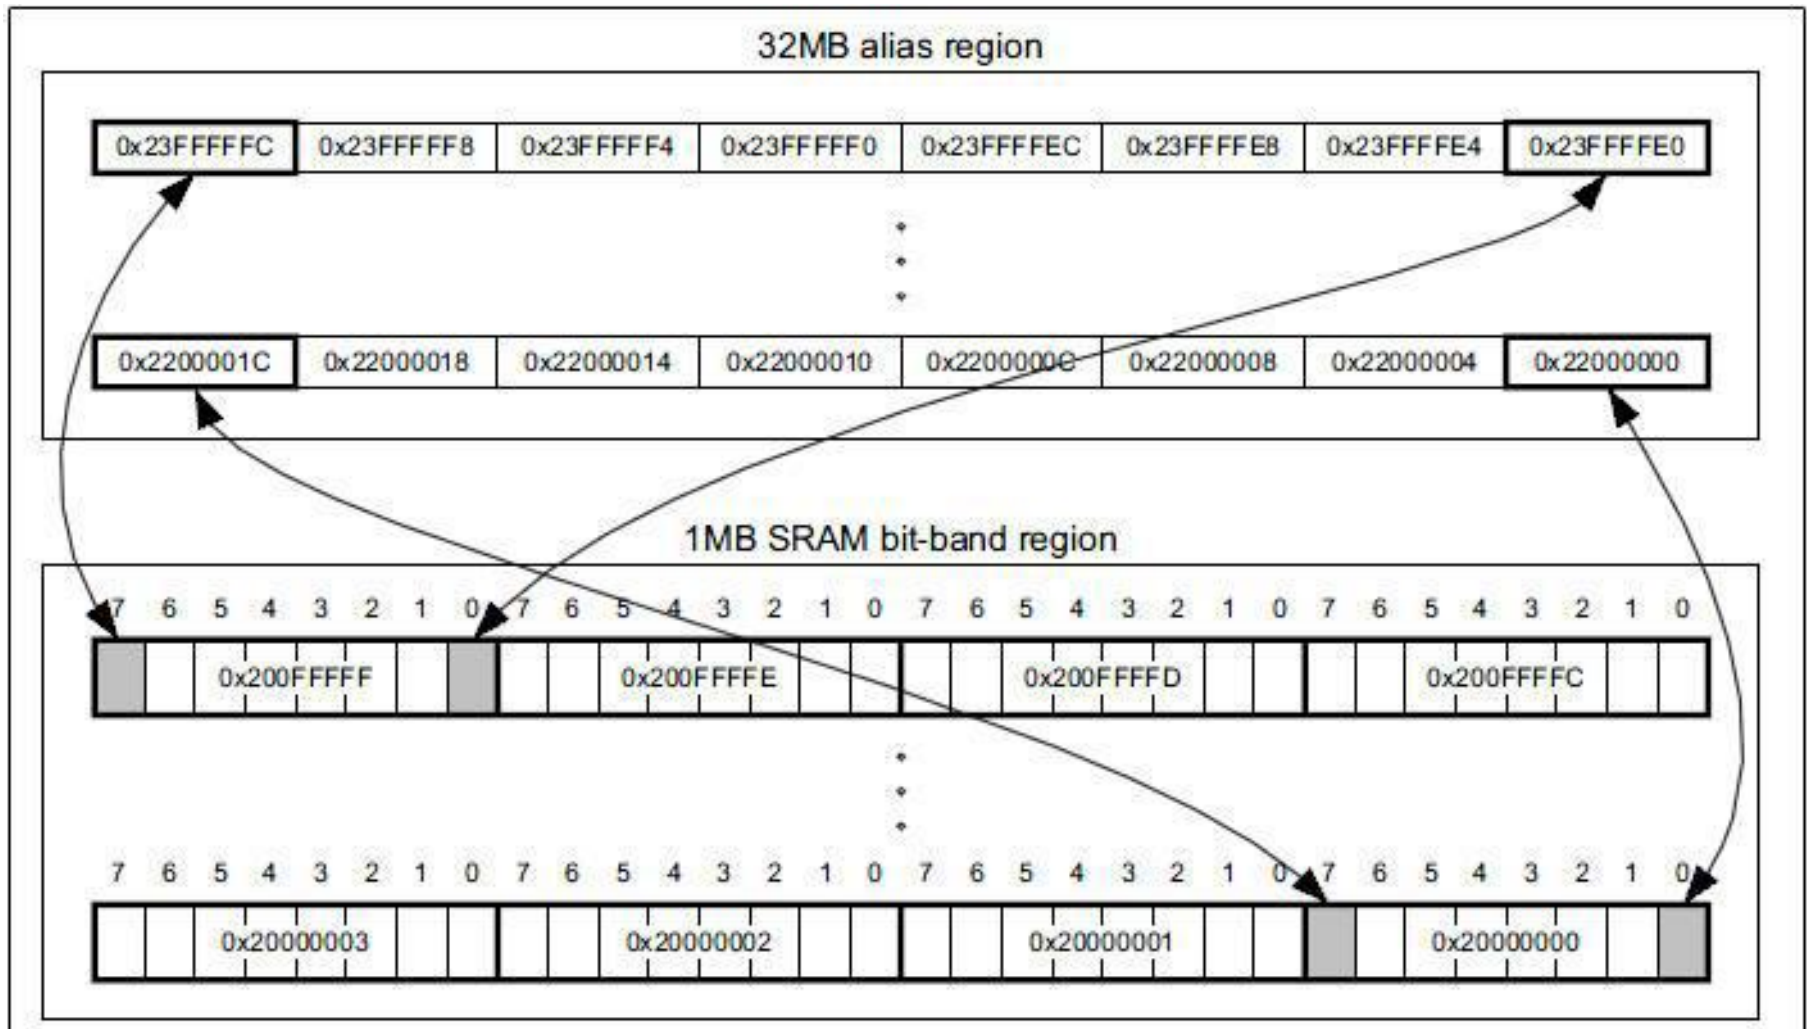 32MB alias region
0x23FFFFFC 0x23FFFFF8 0x23FFFFF4 0x23FFFFF0 0x23FFFFEC 0x23FFFFE8 0x23FFFFE4 0x23FFFFE0
0x2200001C 0x22000018 0x22000014 0x22000010 0x2200000C 0x22000008 0x22000004 0x22000000
1MB SRAM bit-band region
7 6 5 4 3 2 1 0 7 6 5 4 3 2 1 0 7 6 5 4 3 2 1 0 7 6 5 4 3 2 1 0
0x200FFFFF 0x200FFFFE 0x200FFFFD 0x200FFFFC
7 6 5 4 3 2 1 0 7 6 5 4 3 2 1 0 7 6 5 4 3 2 1 0 7 6 5 4 3 2 1 0
0x20000003 0x20000002 0x20000001 0x20000000